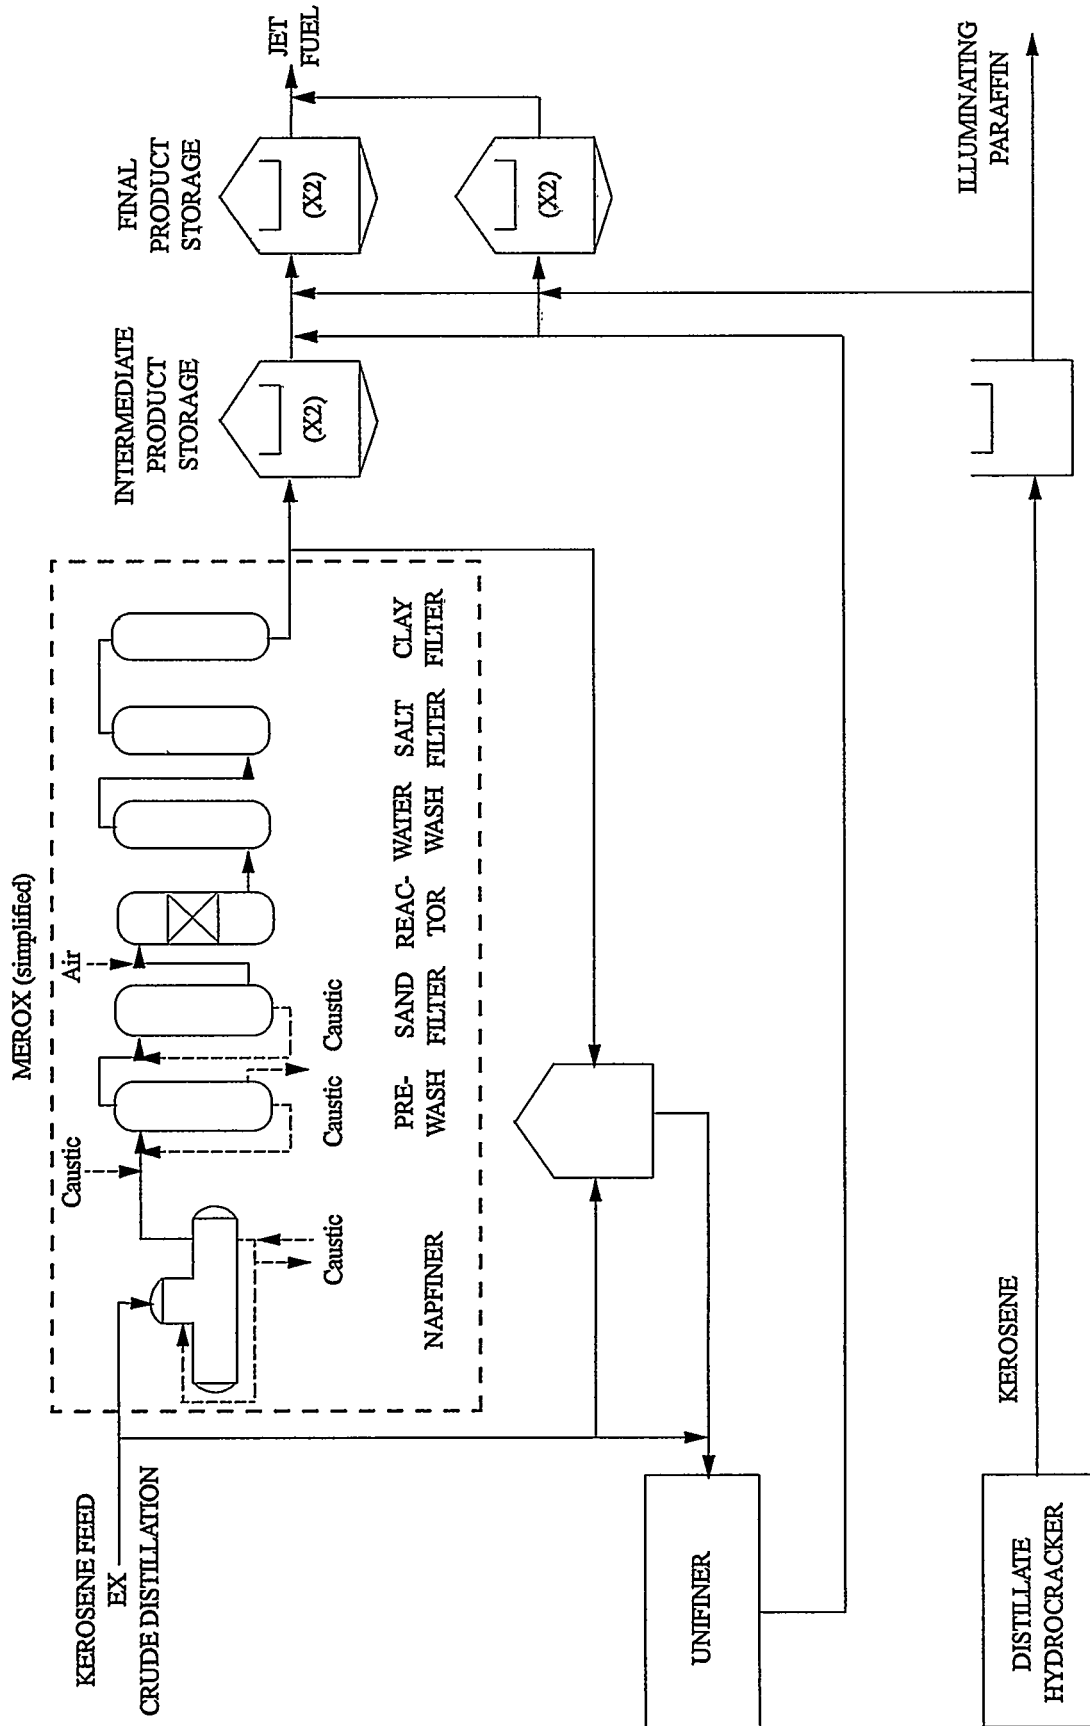 MEROX (simplified)
KEROSENE FEED
EX
CRUDE DISTILLATION
Caustic
Air
Caustic
Caustic
Caustic
NAPFINER
PRE-
WASH
SAND
FILTER
REAC-
TOR
WATER
WASH
SALT
FILTER
CLAY
FILTER
INTERMEDIATE
PRODUCT
STORAGE
(X2)
FINAL
PRODUCT
STORAGE
(X2)
(X2)
JET
FUEL
UNIFINER
DISTILLATE
HYDROCRACKER
KEROSENE
ILLUMINATING
PARAFFIN